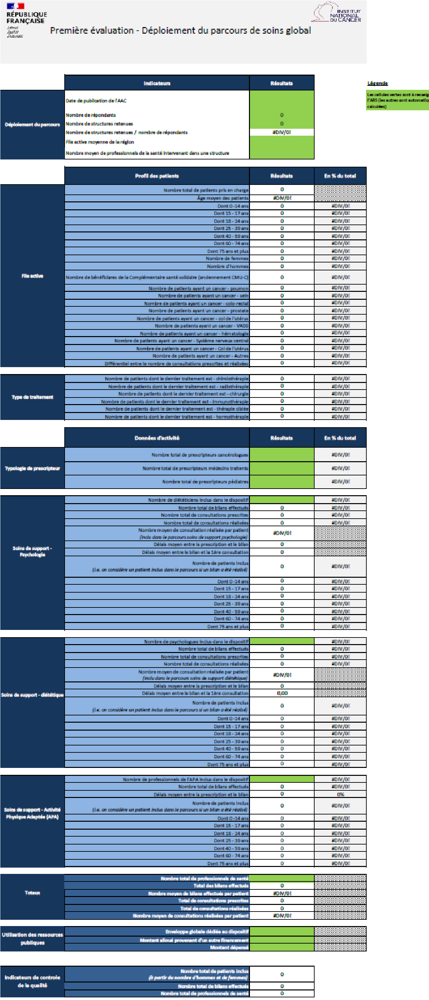 RÉPUBLIQUE
FRANÇAISE
Liberté
Égalité
Fraternité
INSTITUT
NATIONAL
DU CANCER
Première évaluation - Déploiement du parcours de soins global
Indicateurs Résultats
Légende
Les cellules vertes sont à renseig
l'ARS (les autres sont automatiqu
calculées)
Déploiement du parcours
Date de publication de l'AAC
Nombre de répondants 0
Nombre de structures retenues 0
Nombre de structures retenues / nombre de répondants #DIV/0!
File active moyenne de la région
Nombre moyen de professionnels de la santé intervenant dans une structure
Profil des patients Résultats En % du total
File active
Nombre total de patients pris en charge 0
Âge moyen des patients #DIV/0!
Dont 0 -14 ans 0 #DIV/0!
Dont 15 - 17 ans 0 #DIV/0!
Dont 18 - 24 ans 0 #DIV/0!
Dont 25 - 39 ans 0 #DIV/0!
Dont 40 - 59 ans 0 #DIV/0!
Dont 60 - 74 ans 0 #DIV/0!
Dont 75 ans et plus 0 #DIV/0!
Nombre de femmes 0 #DIV/0!
Nombre d'hommes 0 #DIV/0!
Nombre de bénéficiares de la Complémentaire santé solidaire (anciennement CMU-C) 0 #DIV/0!
Nombre de patients ayant un cancer - poumon 0 #DIV/0!
Nombre de patients ayant un cancer - sein 0 #DIV/0!
Nombre de patients ayant un cancer - colo-rectal 0 #DIV/0!
Nombre de patients ayant un cancer - prostate 0 #DIV/0!
Nombre de patients ayant un cancer - col de l'utérus 0 #DIV/0!
Nombre de patients ayant un cancer - VADS 0 #DIV/0!
Nombre de patients ayant un cancer - hématologie 0 #DIV/0!
Nombre de patients ayant un cancer - Système nerveux central 0 #DIV/0!
Nombre de patients ayant un cancer - Col de l'utérus 0 #DIV/0!
Nombre de patients ayant un cancer - Autres 0 #DIV/0!
Différentiel entre le nombre de consultations prescrites et réalisées 0 #DIV/0!
Type de traitement
Nombre de patients dont le dernier traitement est - chimiothérapie 0 #DIV/0!
Nombre de patients dont le dernier traitement est - radiothérapie 0 #DIV/0!
Nombre de patients dont le dernier traitement est - chirurgie 0 #DIV/0!
Nombre de patients dont le dernier traitement est - immunothérapie 0 #DIV/0!
Nombre de patients dont le dernier traitement est - thérapie ciblée 0 #DIV/0!
Nombre de patients dont le dernier traitement est - hormothérapie 0 #DIV/0!
Données d'activité Résultats En % du total
Typologie de prescripteur
Nombre total de prescripteurs cancérologues #DIV/0!
Nombre total de prescripteurs médecins traitents #DIV/0!
Nombre total de prescripteurs pédiatres #DIV/0!
Soins de support -
Psychologie
Nombre de diététiciens inclus dans le dispositif #DIV/0!
Nombre total de bilans effectués 0 #DIV/0!
Nombre total de consultations prescrites 0 #DIV/0!
Nombre total de consultations réalisées 0 #DIV/0!
Nombre moyen de consultation réalisée par patient #DIV/0!
(inclu dans le parcours soins de support psychologie)
Délais moyen entre la prescription et le bilan 0
Délais moyen entre le bilan et la 1ère consultation 0
Nombre de patients inclus 0 #DIV/0!
(i.e. on considère un patient inclus dans le parcours si un bilan a été réalisé)
Dont 0 -14 ans 0 #DIV/0!
Dont 15 - 17 ans 0 #DIV/0!
Dont 18 - 24 ans 0 #DIV/0!
Dont 25 - 39 ans 0 #DIV/0!
Dont 40 - 59 ans 0 #DIV/0!
Dont 60 - 74 ans 0 #DIV/0!
Dont 75 ans et plus 0 #DIV/0!
Soins de support - diététique
Nombre de psychologues inclus dans le dispositif #DIV/0!
Nombre total de bilans effectués 0 #DIV/0!
Nombre total de consultations prescrites 0 #DIV/0!
Nombre total de consultations réalisées 0 #DIV/0!
Nombre moyen de consultation réalisée par patient #DIV/0!
(inclu dans le parcours soins de support diététique)
Délais moyen entre la prescription et le bilan 0
Délais moyen entre le bilan et la 1ère consultation 0,00
Nombre de patients inclus 0 #DIV/0!
(i.e. on considère un patient inclus dans le parcours si un bilan a été réalisé)
Dont 0 -14 ans 0 #DIV/0!
Dont 15 - 17 ans 0 #DIV/0!
Dont 18 - 24 ans 0 #DIV/0!
Dont 25 - 39 ans 0 #DIV/0!
Dont 40 - 59 ans 0 #DIV/0!
Dont 60 - 74 ans 0 #DIV/0!
Dont 75 ans et plus 0 #DIV/0!
Soins de support - Activité
Physique Adaptée (APA)
Nombre de professionnels de l'APA inclus dans le dispositif #DIV/0!
Nombre total de bilans effectués 0 #DIV/0!
Délais moyen entre la prescription et le bilan 0 0%
Nombre de patients inclus 0 #DIV/0!
(i.e. on considère un patient inclus dans le parcours si un bilan a été réalisé)
Dont 0 -14 ans 0 #DIV/0!
Dont 15 - 17 ans 0 #DIV/0!
Dont 18 - 24 ans 0 #DIV/0!
Dont 25 - 39 ans 0 #DIV/0!
Dont 40 - 59 ans 0 #DIV/0!
Dont 60 - 74 ans 0 #DIV/0!
Dont 75 ans et plus 0 #DIV/0!
Totaux
Nombre total de professionnels de santé
Total des bilans effectués 0
Nombre moyen de bilans effectués par patient #DIV/0!
Total de consultations prescrites 0
Total de consultations réalisées 0
Nombre moyen de consultations réalisées par patient #DIV/0!
Utilisation des ressources
publiques
Enveloppe globale dédiée au dispositif
Montant alloué provenant d'un autre financement
Montant dépensé
Indicateurs de controle
de la qualité
Nombre total de patients inclus 0
(à partir du nombre d'hommes et de femmes)
Nombre total de bilans effectués 0
Nombre total de professionnels de santé 0